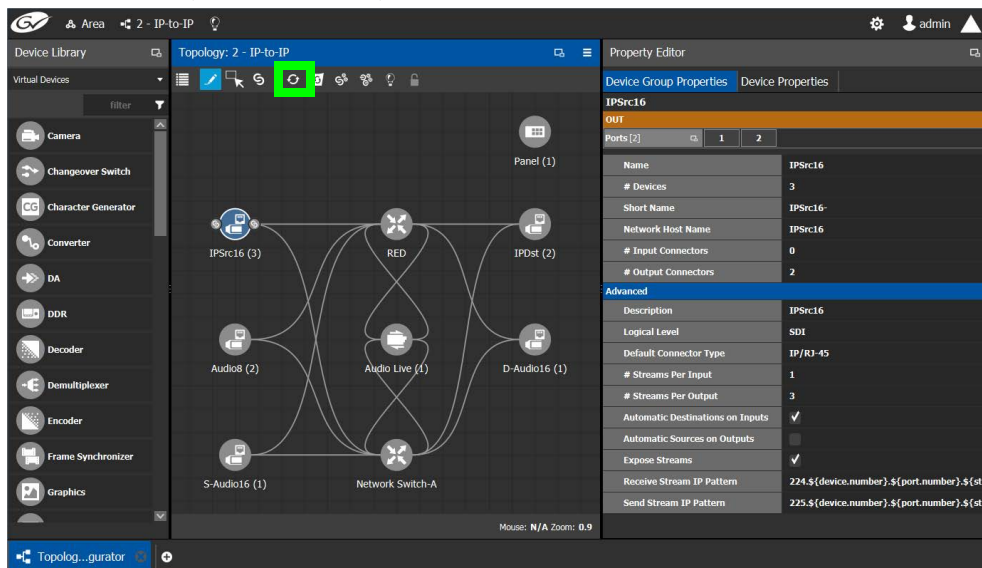 GV Area 2 - IP-to-IP admin
Device Library
Virtual Devices
filter
Camera
Changeover Switch
CG Character Generator
Converter
DA
DDR
Decoder
Demultiplexer
Encoder
Frame Synchronizer
Graphics
Topology: 2 - IP-to-IP
Panel (1)
IPSrc16 (3) RED IPDst (2)
Audio8 (2) Audio Live (1) D-Audio16 (1)
S-Audio16 (1) Network Switch-A
Mouse: N/A Zoom: 0.9
Property Editor
Device Group Properties Device Properties
IPSrc16
OUT
Ports [2] 1 2
Name IPSrc16
# Devices 3
Short Name IPSrc16-
Network Host Name IPSrc16
# Input Connectors 0
# Output Connectors 2
Advanced
Description IPSrc16
Logical Level SDI
Default Connector Type IP/RJ-45
# Streams Per Input 1
# Streams Per Output 3
Automatic Destinations on Inputs
Automatic Sources on Outputs
Expose Streams
Receive Stream IP Pattern 224.${device.number}.${port.number}.${st
Send Stream IP Pattern 225.${device.number}.${port.number}.${st
Topolog...gurator